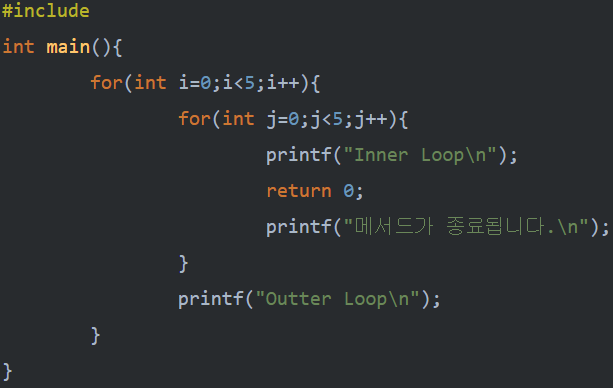 #include
int main(){
for(int i=0;i<5;i++){
for(int j=0;j<5;j++){
printf("Inner Loop\n");
return 0;
printf("메서드가 종료됩니다.\n");
}
printf("Outter Loop\n");
}
}